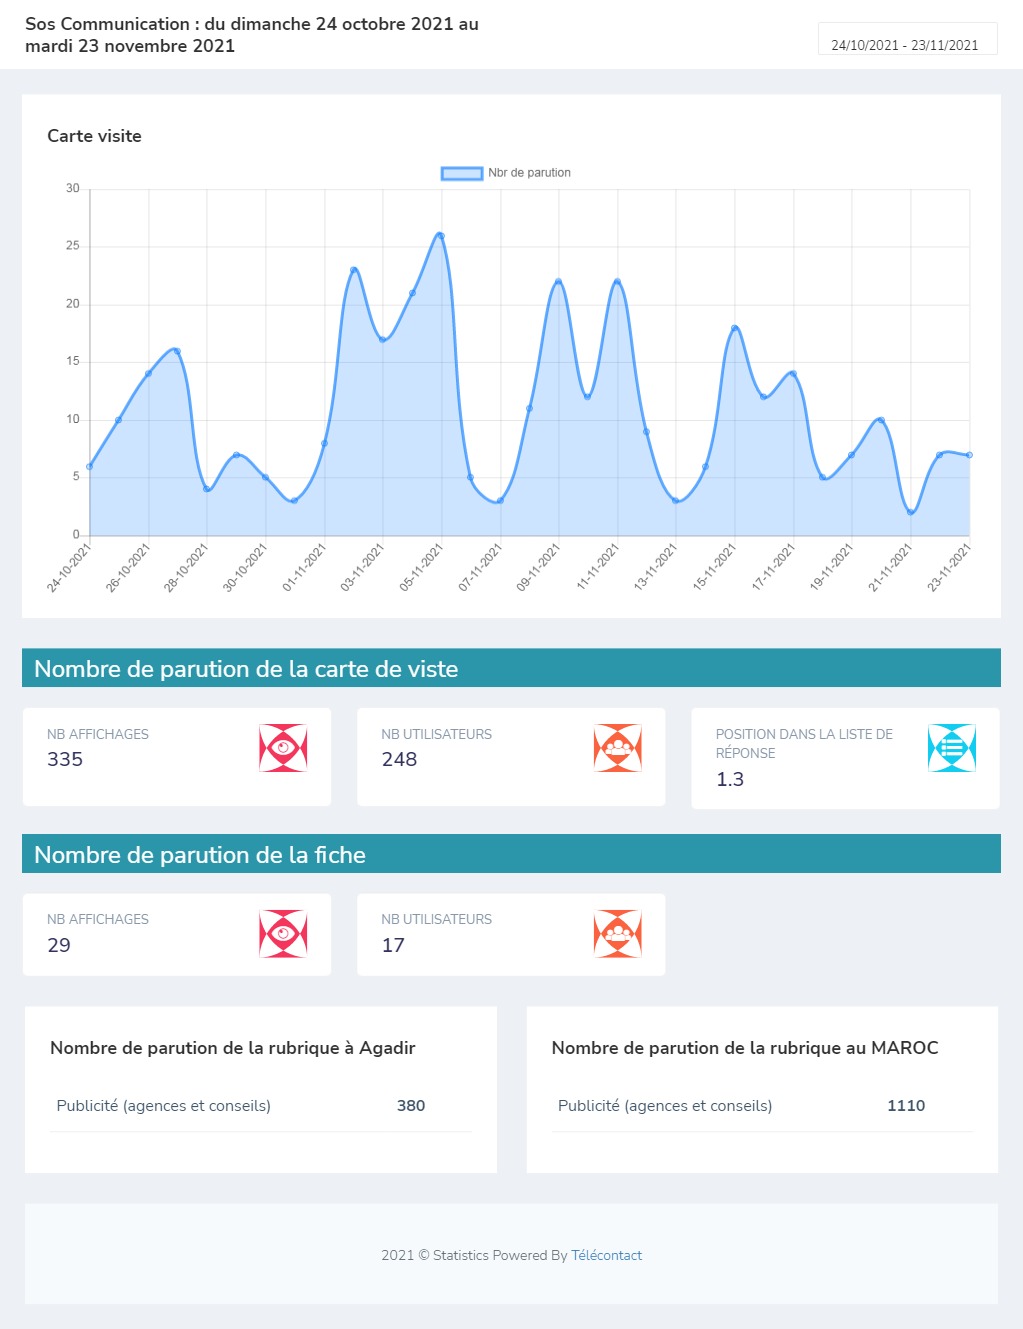 Sos Communication : du dimanche 24 octobre 2021 au
mardi 23 novembre 2021
24/10/2021 - 23/11/2021
Carte visite
Nbr de parution
30
25
20
15
10
5
0
24-10-2021
26-10-2021
28-10-2021
30-10-2021
01-11-2021
03-11-2021
05-11-2021
07-11-2021
09-11-2021
11-11-2021
13-11-2021
15-11-2021
17-11-2021
19-11-2021
21-11-2021
23-11-2021
Nombre de parution de la carte de viste
NB AFFICHAGES
335
NB UTILISATEURS
248
POSITION DANS LA LISTE DE
RÉPONSE
1.3
Nombre de parution de la fiche
NB AFFICHAGES
29
NB UTILISATEURS
17
Nombre de parution de la rubrique à Agadir
Publicité (agences et conseils) 380
Nombre de parution de la rubrique au MAROC
Publicité (agences et conseils) 1110
2021 © Statistics Powered By Télécontact